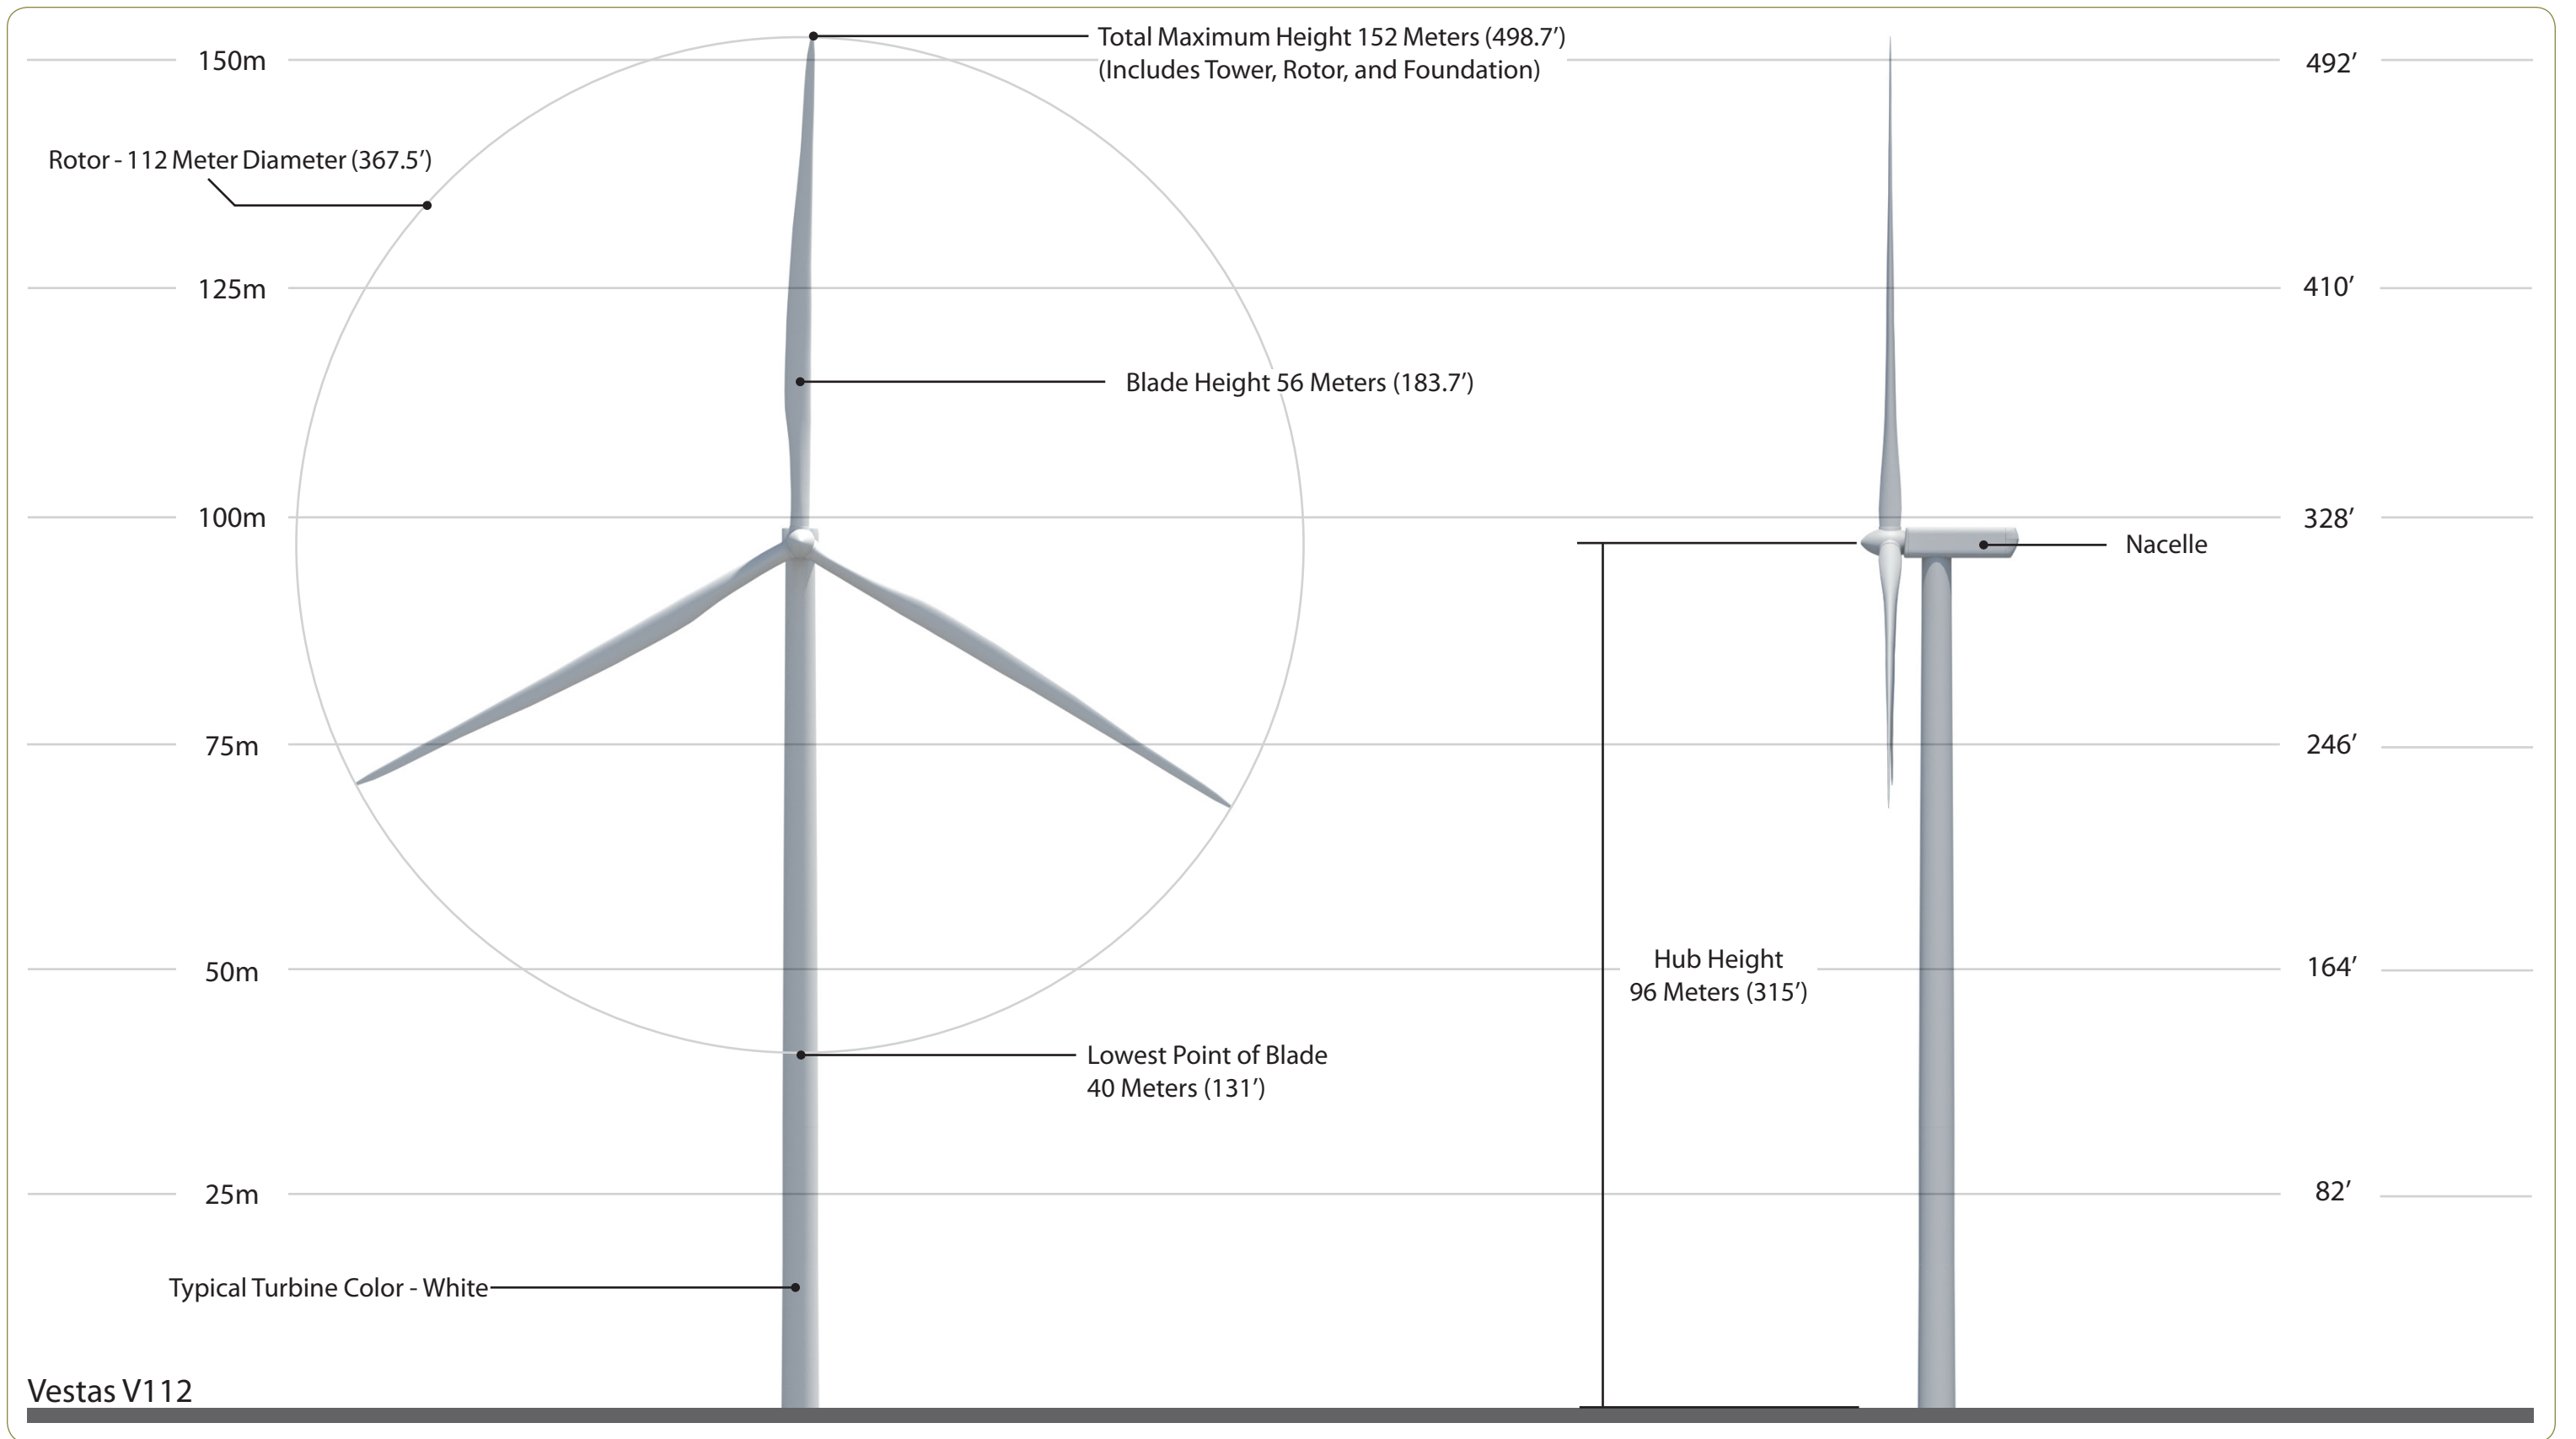 Total Maximum Height 152 Meters (498.7’)
(Includes Tower, Rotor, and Foundation)
150m
492’
Rotor - 112 Meter Diameter (367.5’)
125m
410’
Blade Height 56 Meters (183.7’)
100m
328’
Nacelle
75m
246’
Hub Height
96 Meters (315’)
50m
164’
Lowest Point of Blade
40 Meters (131’)
25m
82’
Typical Turbine Color - White
Vestas V112